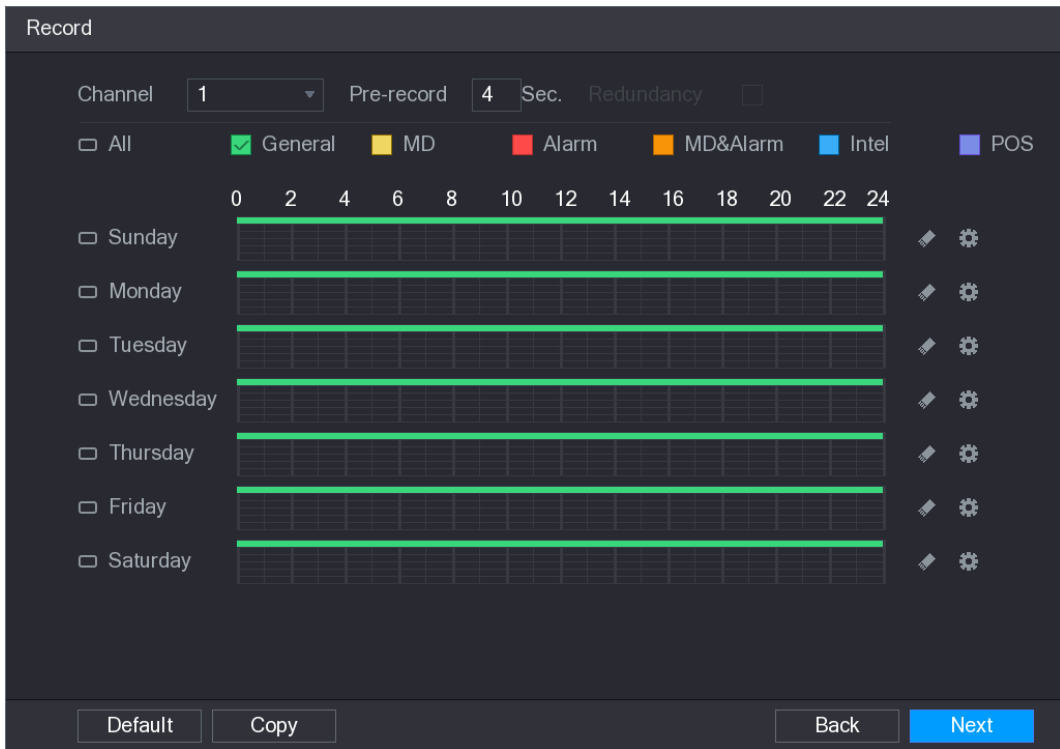 Record
Channel 1 Pre-record 4 Sec. Redundancy
All General MD Alarm MD&Alarm Intel POS
0 2 4 6 8 10 12 14 16 18 20 22 24
Sunday
Monday
Tuesday
Wednesday
Thursday
Friday
Saturday
Default Copy Back Next